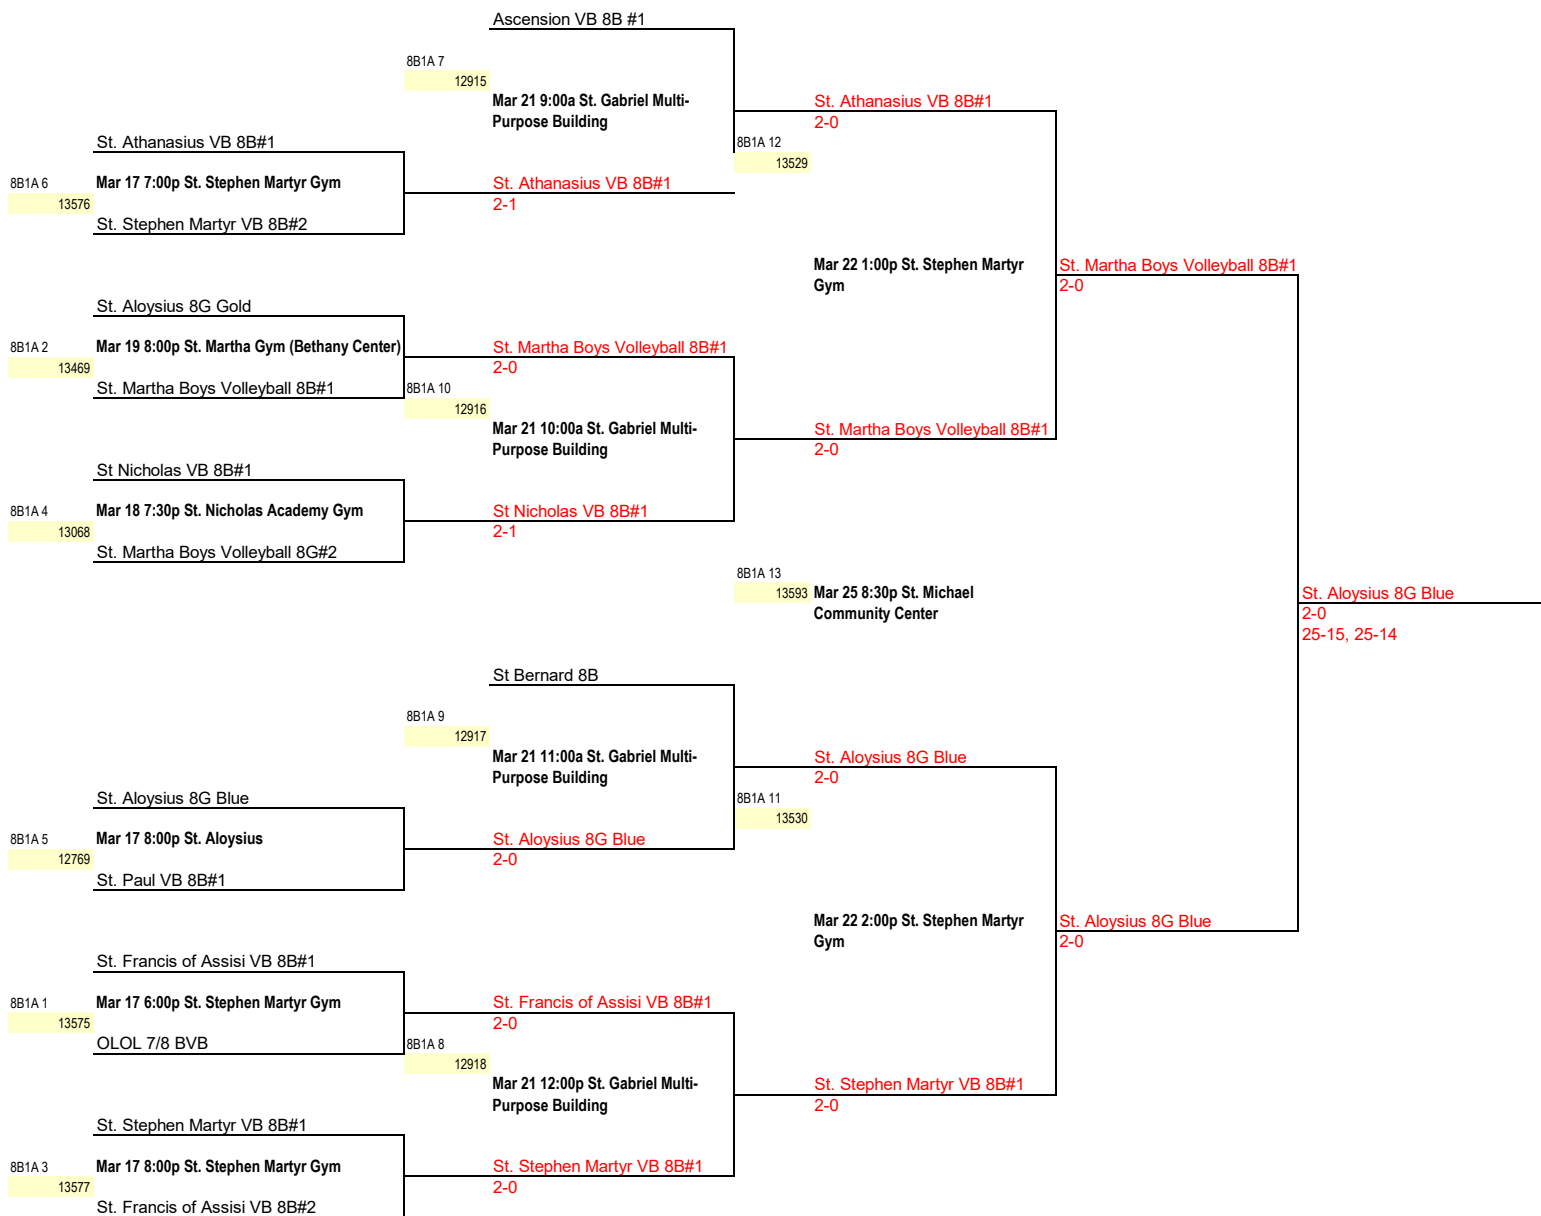 Ascension VB 8B #1
8B1A 7
12915
Mar 21 9:00a St. Gabriel Multi-
Purpose Building
St. Athanasius VB 8B#1
2-0
St. Athanasius VB 8B#1
8B1A 12
13529
8B1A 6
13576
Mar 17 7:00p St. Stephen Martyr Gym
St. Athanasius VB 8B#1
2-1
St. Stephen Martyr VB 8B#2
Mar 22 1:00p St. Stephen Martyr
Gym
St. Martha Boys Volleyball 8B#1
2-0
St. Aloysius 8G Gold
8B1A 2
13469
Mar 19 8:00p St. Martha Gym (Bethany Center)
St. Martha Boys Volleyball 8B#1
2-0
St. Martha Boys Volleyball 8B#1
8B1A 10
12916
Mar 21 10:00a St. Gabriel Multi-
Purpose Building
St. Martha Boys Volleyball 8B#1
2-0
St Nicholas VB 8B#1
8B1A 4
13068
Mar 18 7:30p St. Nicholas Academy Gym
St Nicholas VB 8B#1
2-1
St. Martha Boys Volleyball 8G#2
8B1A 13
13593
Mar 25 8:30p St. Michael
Community Center
St. Aloysius 8G Blue
2-0
25-15, 25-14
St Bernard 8B
8B1A 9
12917
Mar 21 11:00a St. Gabriel Multi-
Purpose Building
St. Aloysius 8G Blue
2-0
St. Aloysius 8G Blue
8B1A 11
13530
8B1A 5
12769
Mar 17 8:00p St. Aloysius
St. Aloysius 8G Blue
2-0
St. Paul VB 8B#1
Mar 22 2:00p St. Stephen Martyr
Gym
St. Aloysius 8G Blue
2-0
St. Francis of Assisi VB 8B#1
8B1A 1
13575
Mar 17 6:00p St. Stephen Martyr Gym
St. Francis of Assisi VB 8B#1
2-0
OLOL 7/8 BVB
8B1A 8
12918
Mar 21 12:00p St. Gabriel Multi-
Purpose Building
St. Stephen Martyr VB 8B#1
2-0
St. Stephen Martyr VB 8B#1
8B1A 3
13577
Mar 17 8:00p St. Stephen Martyr Gym
St. Stephen Martyr VB 8B#1
2-0
St. Francis of Assisi VB 8B#2